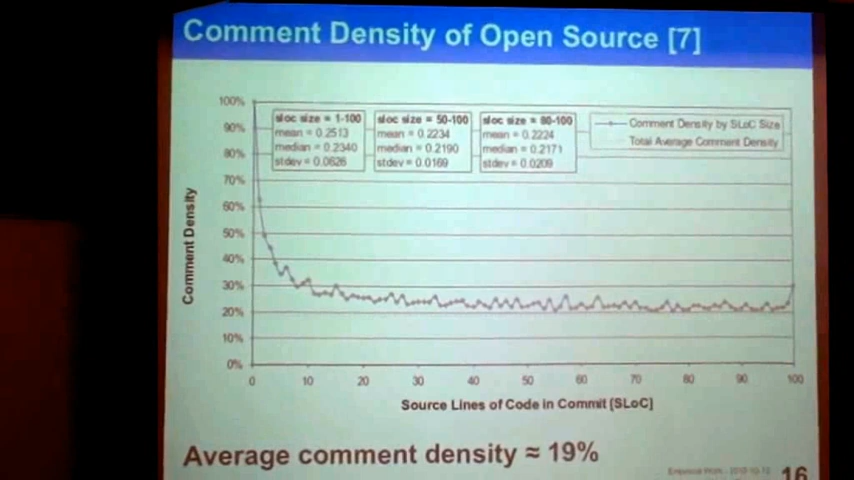 Comment Density of Open Source [7]
100%
90%
80%
70%
60%
50%
40%
30%
20%
10%
0%
Comment Density
sloc size = 1-100
mean = 0.2513
median = 0.2340
stdev = 0.0626
sloc size = 50-100
mean = 0.2234
median = 0.2190
stdev = 0.0169
sloc size = 80-100
mean = 0.2224
median = 0.2171
stdev = 0.0209
Comment Density by SLoC Size
Total Average Comment Density
0 10 20 30 40 50 60 70 80 90 100
Source Lines of Code in Commit [SLoC]
Average comment density ≈ 19%
16